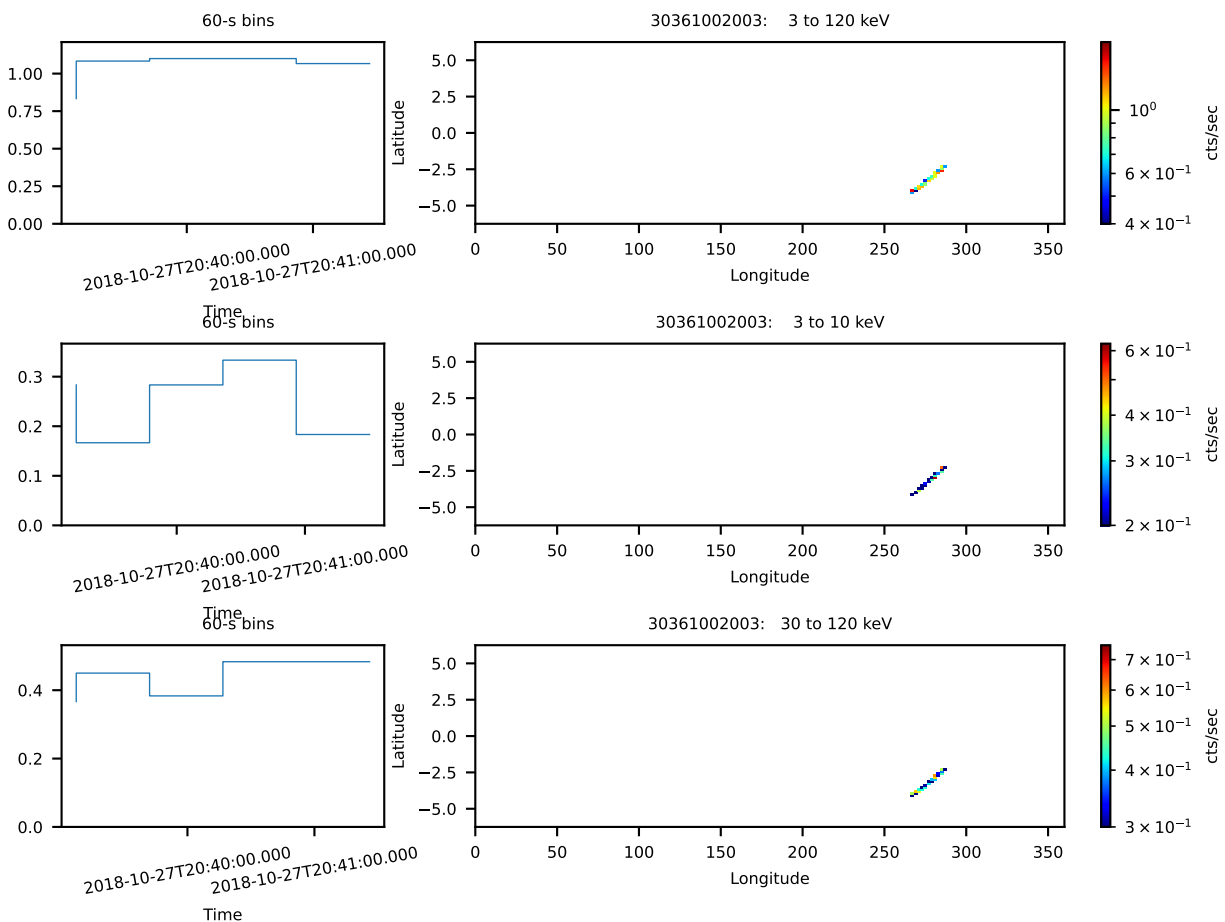 60-s bins
30361002003:    3 to 120 keV
1.00
0.75
0.50
0.25
0.00
2018-10-27T20:40:00.000
2018-10-27T20:41:00.000
Time
Latitude
5.0
2.5
0.0
−2.5
−5.0
0 50 100 150 200 250 300 350
Longitude
10⁰
6 × 10⁻¹
4 × 10⁻¹
cts/sec
60-s bins
30361002003:    3 to 10 keV
0.3
0.2
0.1
0.0
2018-10-27T20:40:00.000
2018-10-27T20:41:00.000
Time
Latitude
5.0
2.5
0.0
−2.5
−5.0
0 50 100 150 200 250 300 350
Longitude
6 × 10⁻¹
4 × 10⁻¹
3 × 10⁻¹
2 × 10⁻¹
cts/sec
60-s bins
30361002003:   30 to 120 keV
0.4
0.2
0.0
2018-10-27T20:40:00.000
2018-10-27T20:41:00.000
Time
Latitude
5.0
2.5
0.0
−2.5
−5.0
0 50 100 150 200 250 300 350
Longitude
7 × 10⁻¹
6 × 10⁻¹
5 × 10⁻¹
4 × 10⁻¹
3 × 10⁻¹
cts/sec